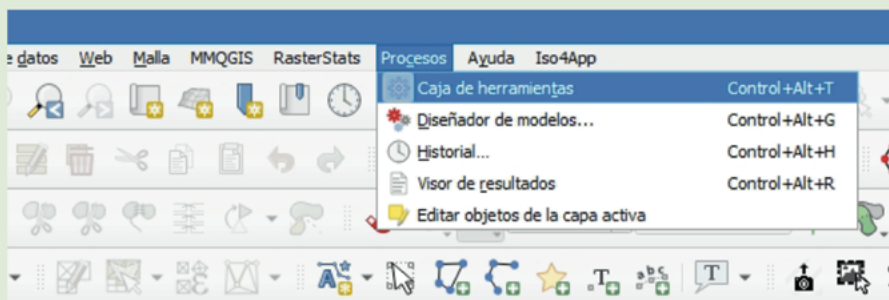 e datos Web Malla MMQGIS RasterStats Procesos Ayuda Iso4App
Caja de herramientas Control+Alt+T
Diseñador de modelos... Control+Alt+G
Historial... Control+Alt+H
Visor de resultados Control+Alt+R
Editar objetos de la capa activa
T abc T